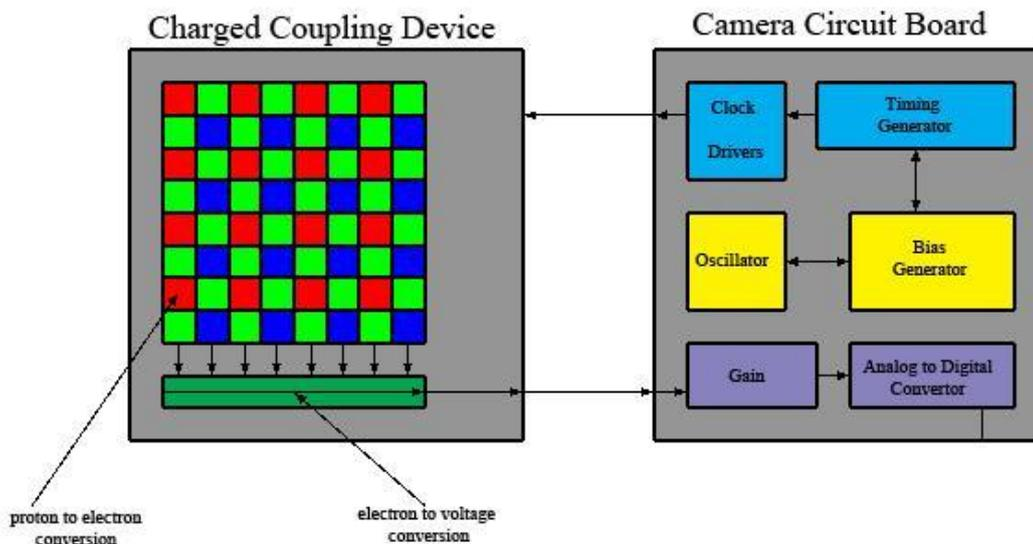 Charged Coupling Device
Camera Circuit Board
Clock
Drivers
Timing
Generator
Oscillator
Bias
Generator
Gain
Analog to Digital
Convertor
proton to electron
conversion
electron to voltage
conversion